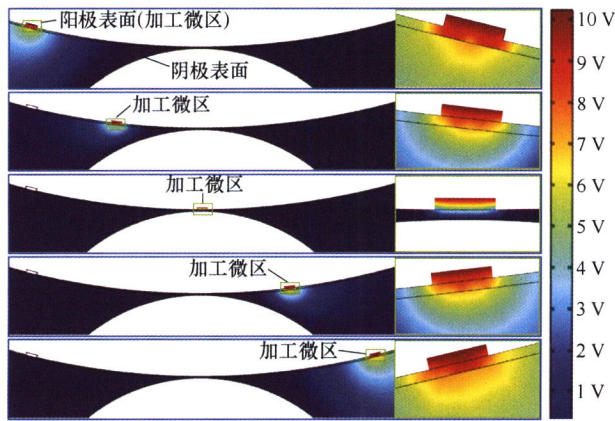 阳极表面(加工微区)
阴极表面
加工微区
加工微区
加工微区
加工微区
10 V
9 V
8 V
7 V
6 V
5 V
4 V
3 V
2 V
1 V